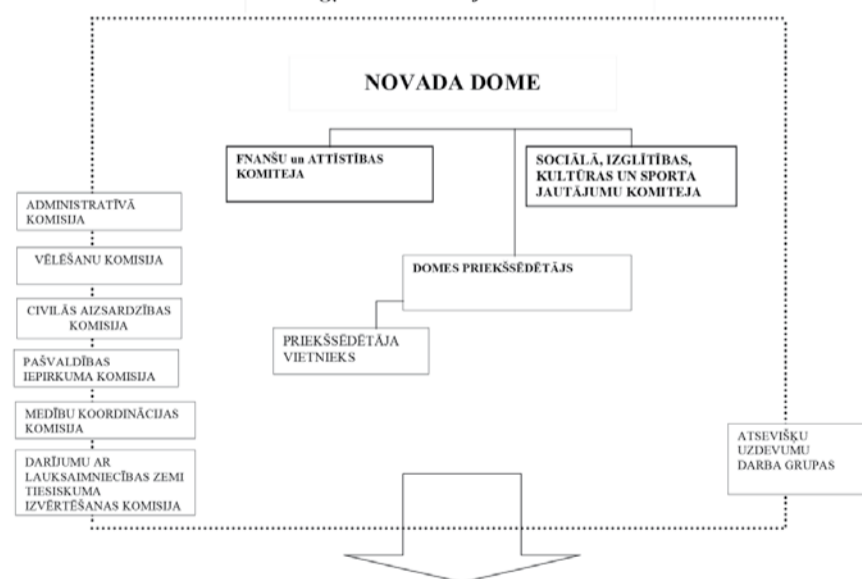 NOVADA DOME
FNANŠU un ATTĪSTĪBAS
KOMITEJA
SOCIĀLĀ, IZGLĪTĪBAS,
KULTŪRAS UN SPORTA
JAUTĀJUMU KOMITEJA
ADMINISTRATĪVĀ
KOMISIJA
VĒLĒŠANU KOMISIJA
CIVILĀS AIZSARDZĪBAS
KOMISIJA
PAŠVALDĪBAS
IEPIRKUMA KOMISIJA
MEDĪBU KOORDINĀCIJAS
KOMISIJA
DARĪJUMU AR
LAUKSAIMNIECĪBAS ZEMI
TIESISKUMA
IZVĒRTĒŠANAS KOMISIJA
DOMES PRIEKŠSĒDĒTĀJS
PRIEKŠSĒDĒTĀJA
VIETNIEKS
ATSEVIŠĶU
UZDEVUMU
DARBA GRUPAS